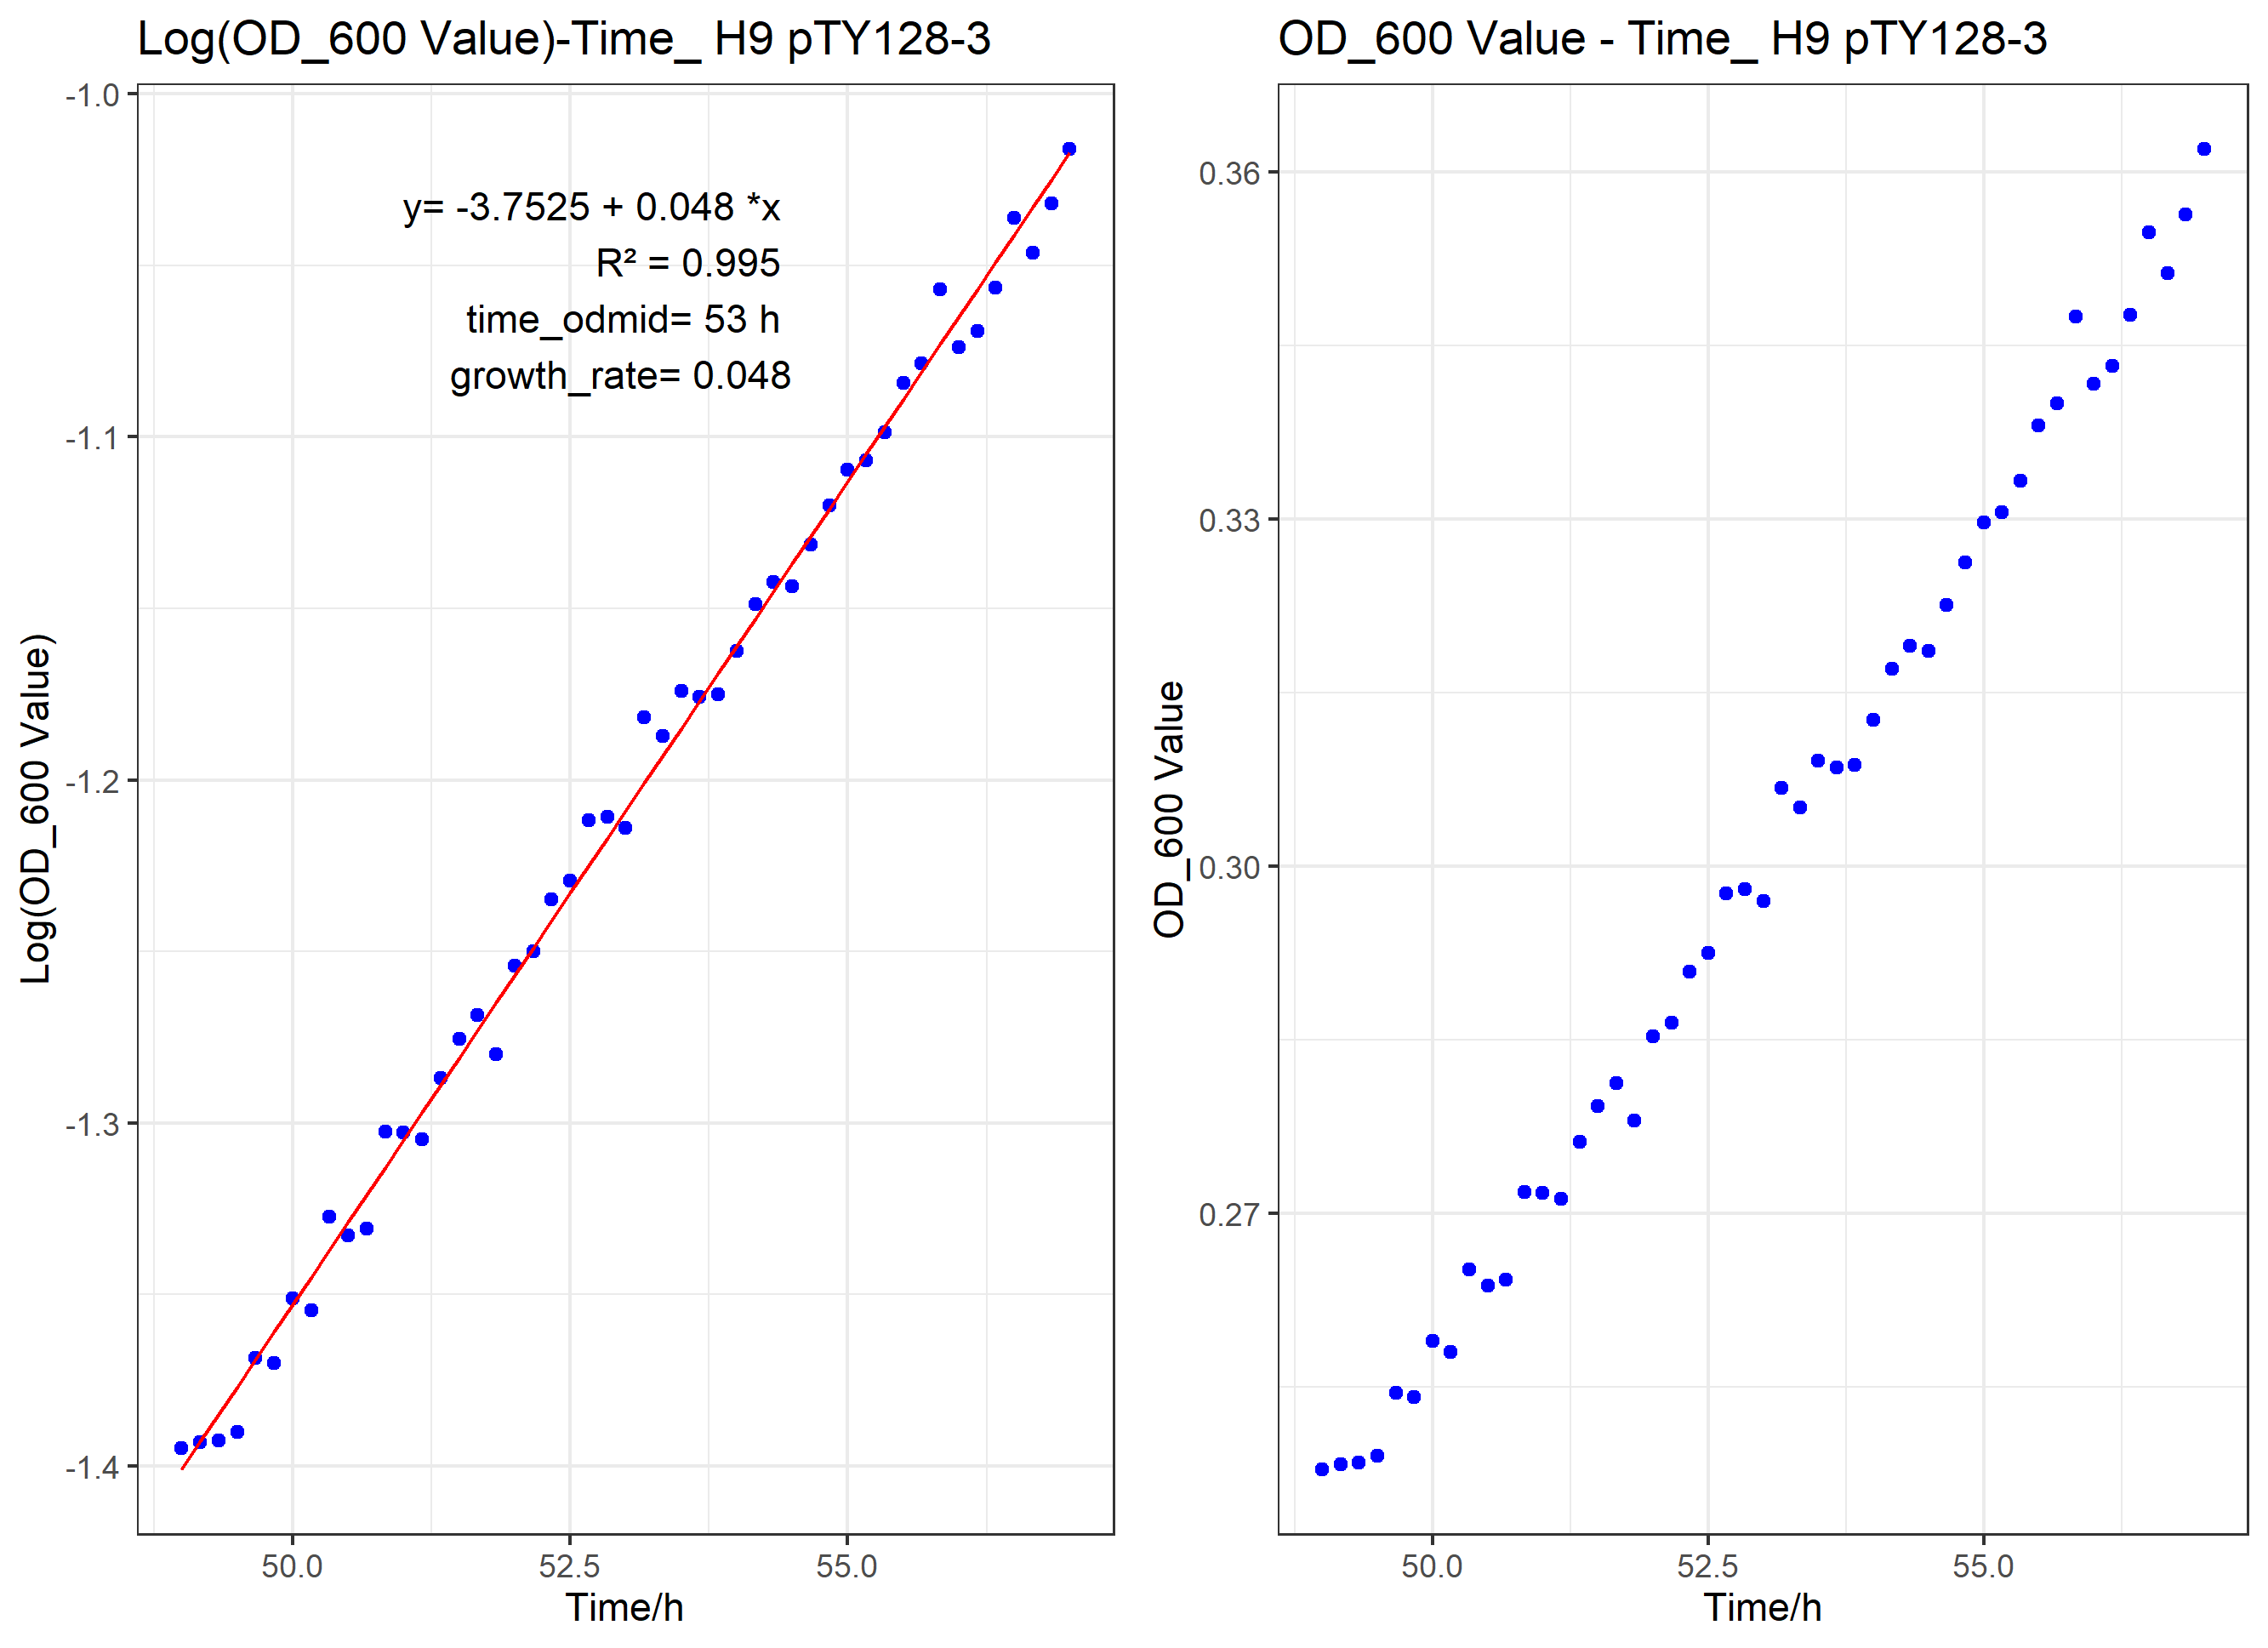 Log(OD_600 Value)-Time_ H9 pTY128-3
-1.0
-1.1
-1.2
-1.3
-1.4
Log(OD_600 Value)
y= -3.7525 + 0.048 *x
R² = 0.995
time_odmid= 53 h
growth_rate= 0.048
50.0 52.5 55.0
Time/h
OD_600 Value - Time_ H9 pTY128-3
0.36
0.33
0.30
0.27
OD_600 Value
50.0 52.5 55.0
Time/h